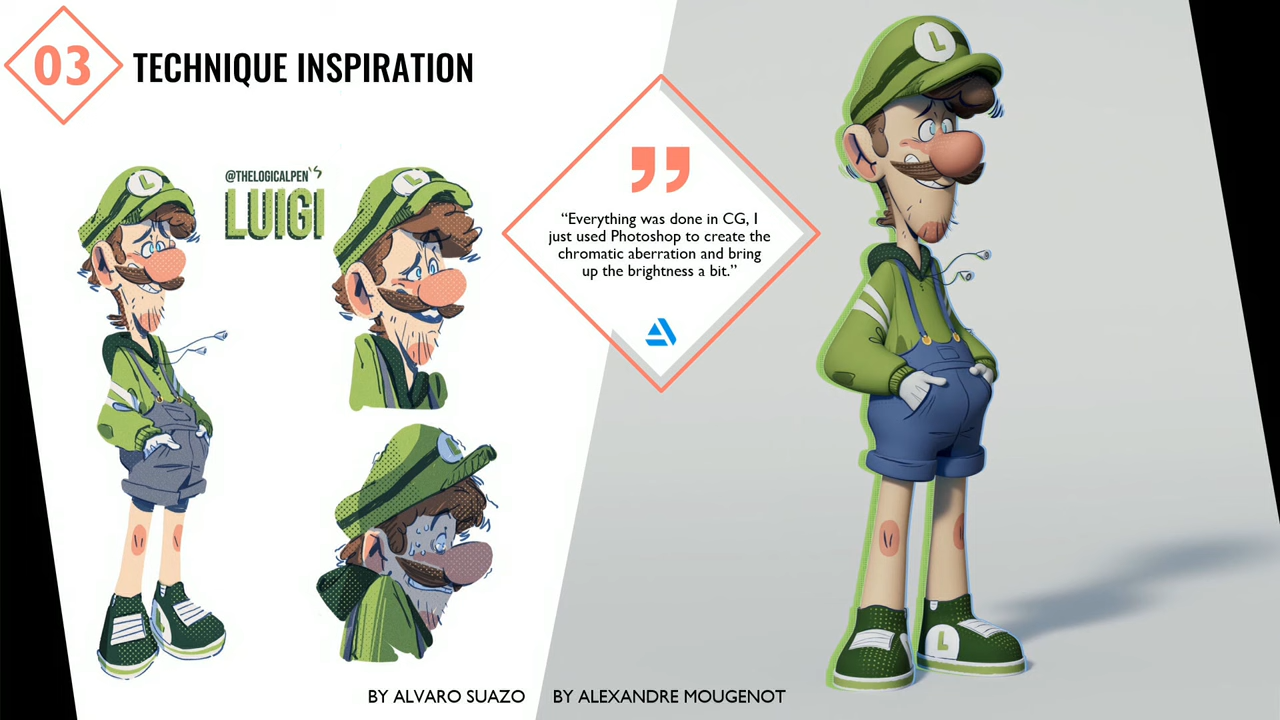 03
TECHNIQUE INSPIRATION
@THELOGICALPEN'S
LUIGI
L
L
L
”
“Everything was done in CG, I
just used Photoshop to create the
chromatic aberration and bring
up the brightness a bit.”
L
L
BY ALVARO SUAZO
BY ALEXANDRE MOUGENOT